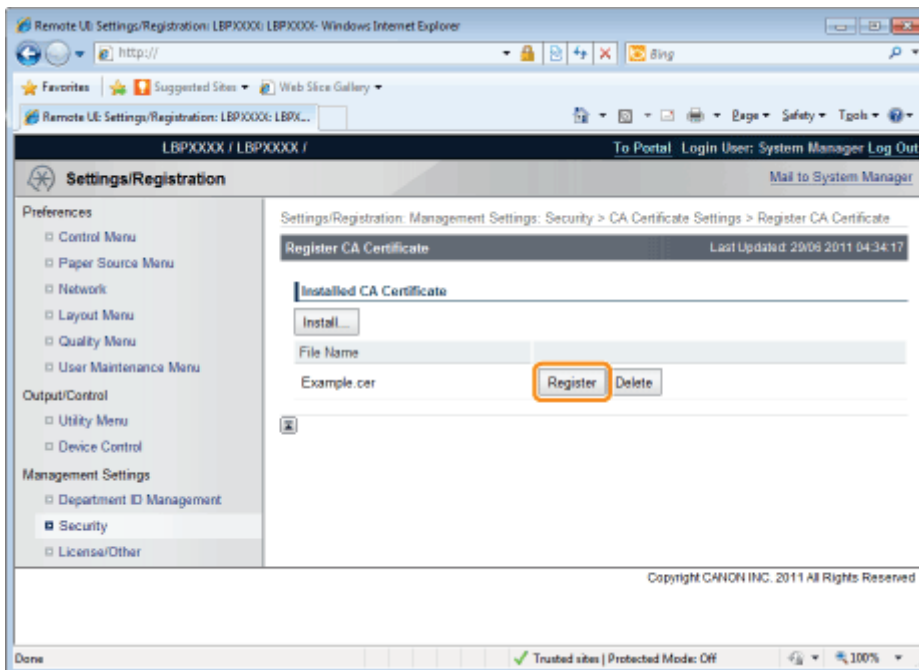 Remote UI: Settings/Registration: LBPXXXX: LBPXXXX- Windows Internet Explorer
http://
Bing
Favorites Suggested Sites Web Slice Gallery
Remote UI: Settings/Registration: LBPXXXX: LBPX... Page Safety Tools
LBPXXXX / LBPXXXX / To Portal Login User: System Manager Log Out
Settings/Registration Mail to System Manager
Preferences
Control Menu
Paper Source Menu
Network
Layout Menu
Quality Menu
User Maintenance Menu
Output/Control
Utility Menu
Device Control
Management Settings
Department ID Management
Security
License/Other
Settings/Registration: Management Settings: Security > CA Certificate Settings > Register CA Certificate
Register CA Certificate Last Updated: 29/06 2011 04:34:17
Installed CA Certificate
Install...
File Name
Example.cer Register Delete
Copyright CANON INC. 2011 All Rights Reserved
Done Trusted sites | Protected Mode: Off 100%